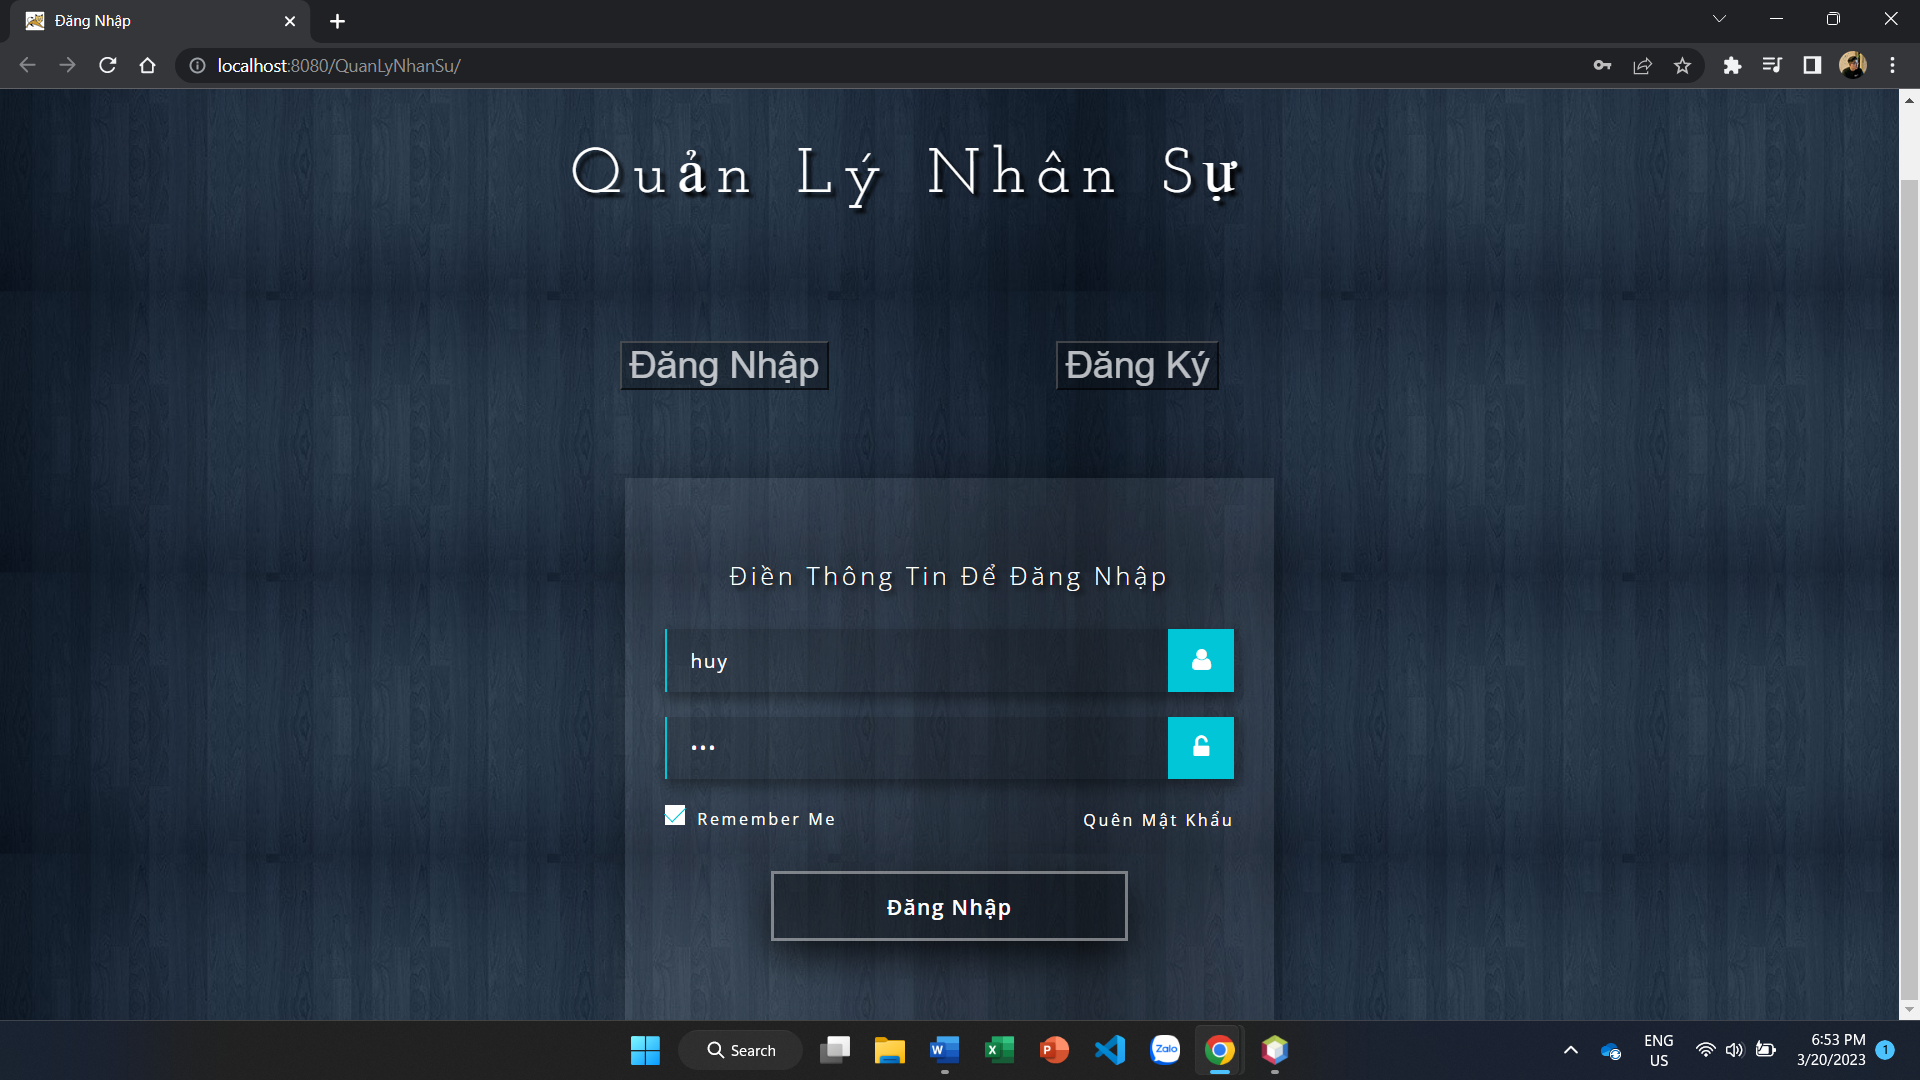 Đăng Nhập
localhost:8080/QuanLyNhanSu/
Quản Lý Nhân Sự
Đăng Nhập
Đăng Ký
Điền Thông Tin Để Đăng Nhập
huy
•••
Remember Me
Quên Mật Khẩu
Đăng Nhập
Search
W
X
P
Zalo
ENG
US
6:53 PM
3/20/2023
1